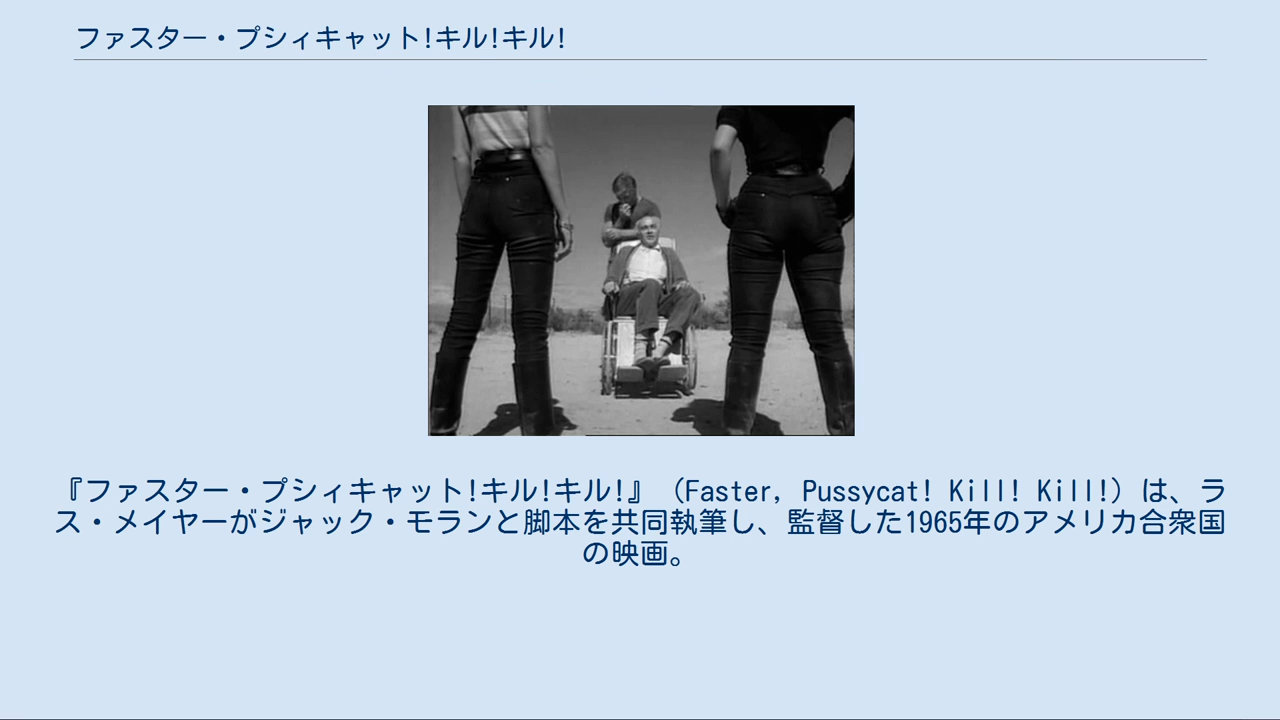 ファスター・プシィキャット!キル!キル!
『ファスター・プシィキャット!キル!キル!』（Faster, Pussycat! Kill! Kill!）は、ラ
ス・メイヤーがジャック・モランと脚本を共同執筆し、監督した1965年のアメリカ合衆国
の映画。